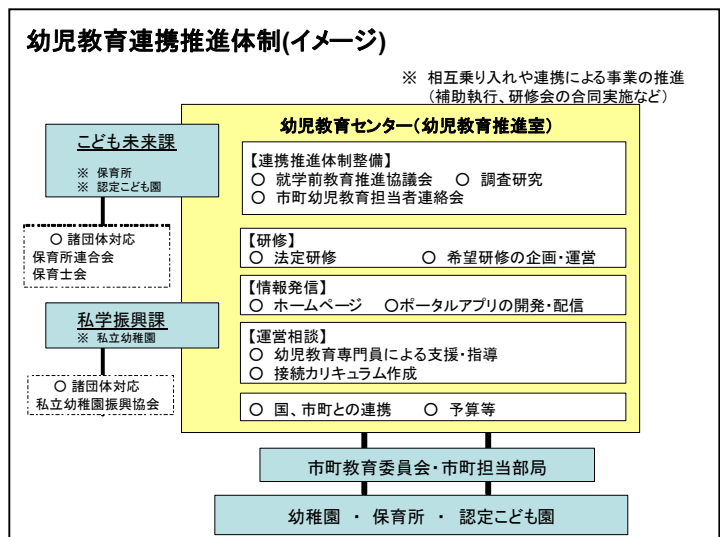 幼児教育連携推進体制(イメージ)
※ 相互乗り入れや連携による事業の推進
（補助執行、研修会の合同実施など）
幼児教育センター(幼児教育推進室)
こども未来課
※ 保育所
※ 認定こども園
○ 諸団体対応
保育所連合会
保育士会
私学振興課
※ 私立幼稚園
○ 諸団体対応
私立幼稚園振興協会
【連携推進体制整備】
○ 就学前教育推進協議会 ○ 調査研究
○ 市町幼児教育担当者連絡会
【研修】
○ 法定研修 ○ 希望研修の企画・運営
【情報発信】
○ ホームページ ○ポータルアプリの開発・配信
【運営相談】
○ 幼児教育専門員による支援・指導
○ 接続カリキュラム作成
○ 国、市町との連携 ○ 予算等
市町教育委員会・市町担当部局
幼稚園 ・ 保育所 ・ 認定こども園